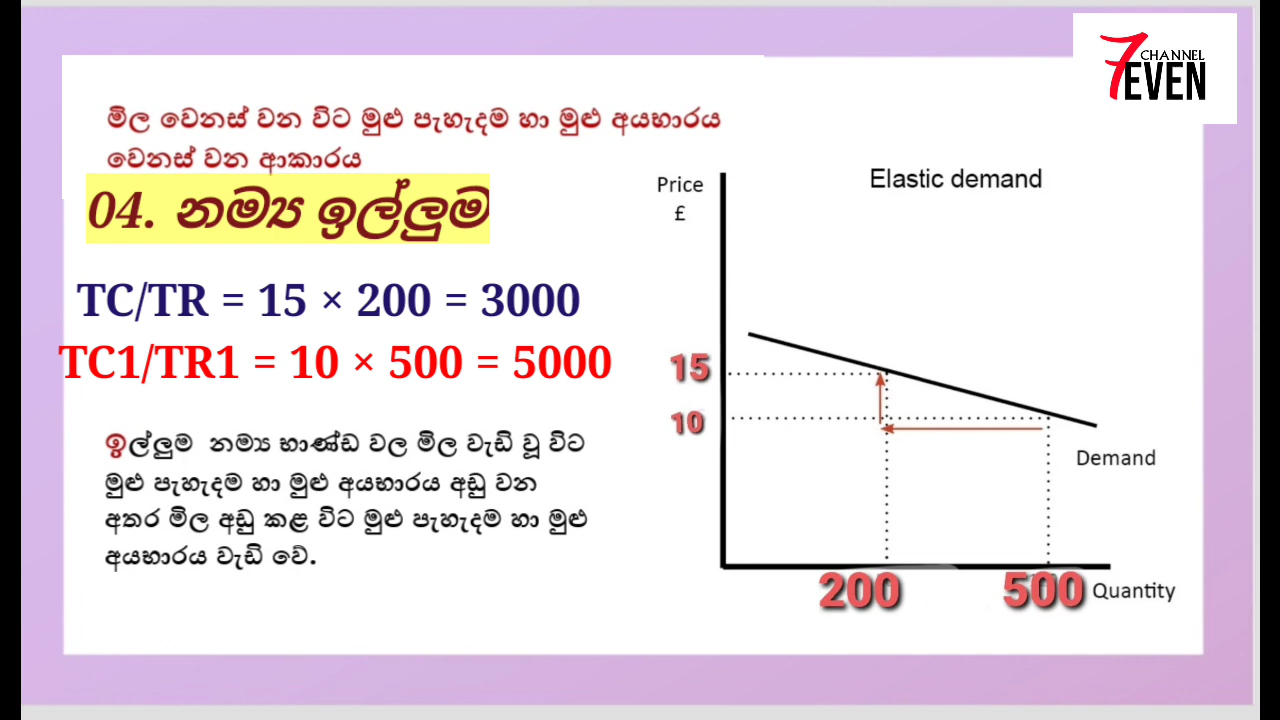 7 CHANNEL
EVEN
මිල වෙනස් වන විට මුළු පැහැදම හා මුළු අයභාරය
වෙනස් වන ආකාරය
04. නම්‍ය ඉල්ලුම
TC/TR = 15 × 200 = 3000
TC1/TR1 = 10 × 500 = 5000
ඉල්ලුම නම්‍ය භාණ්ඩ වල මිල වැඩි වූ විට
මුළු පැහැදම හා මුළු අයභාරය අඩු වන
අතර මිල අඩු කළ විට මුළු පැහැදම හා මුළු
අයභාරය වැඩි වේ.
Elastic demand
Price
£
15
10
Demand
200
500
Quantity